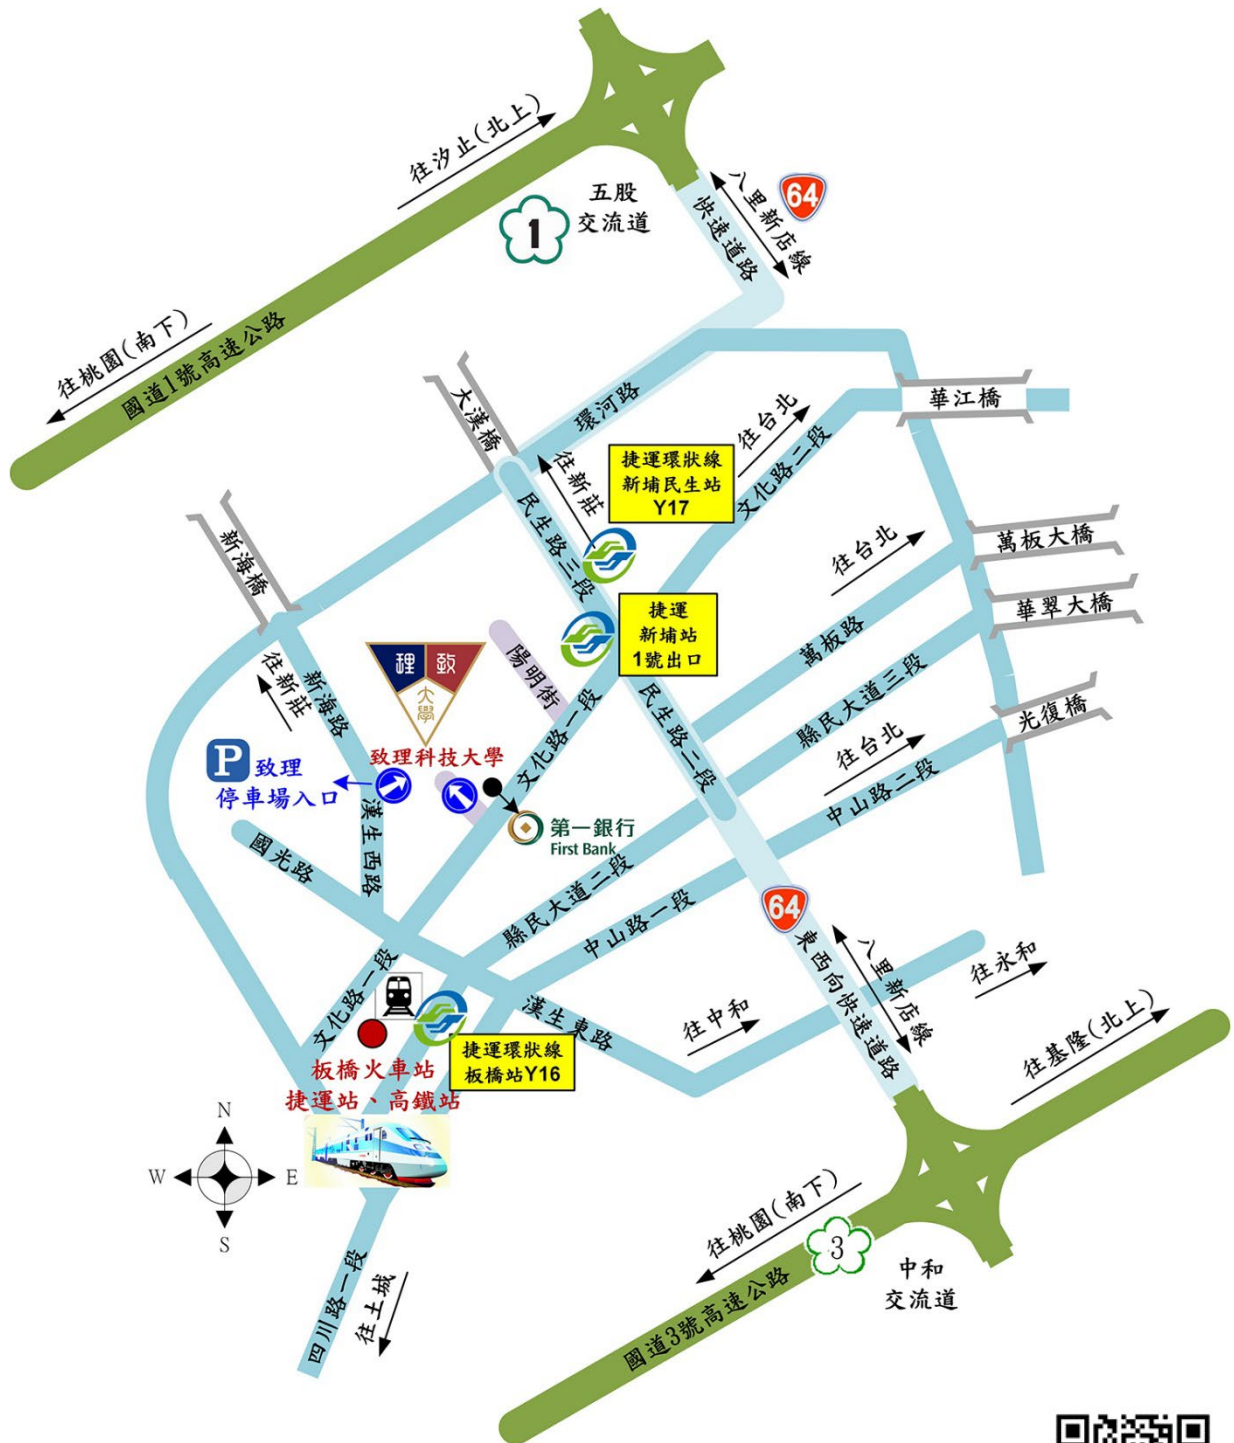 往汐止(北上)
64
八里新店線
快速道路
五股
交流道
1
往桃園(南下)
國道1號高速公路
大漢橋
環河路
華江橋
往台北
文化路二段
往新莊
捷運環狀線
新埔民生站
Y17
民生路三段
新海橋
往台北
萬板大橋
華翠大橋
捷運
新埔站
1號出口
萬板路
陽明街
理致
大學
往新莊
新海路
縣民大道三段
光復橋
民生路二段
文化路一段
致理科技大學
P 致理
停車場入口
往台北
中山路二段
漢生西路
第一銀行
First Bank
國光路
縣民大道二段
中山路一段
64
東西向快速道路
八里新店線
往永和
文化路一段
漢生東路
往中和
捷運環狀線
板橋站Y16
板橋火車站
捷運站、高鐵站
往基隆(北上)
N
W
E
S
往桃園(南下)
3
中和
交流道
國道3號高速公路
四川路一段
往土城